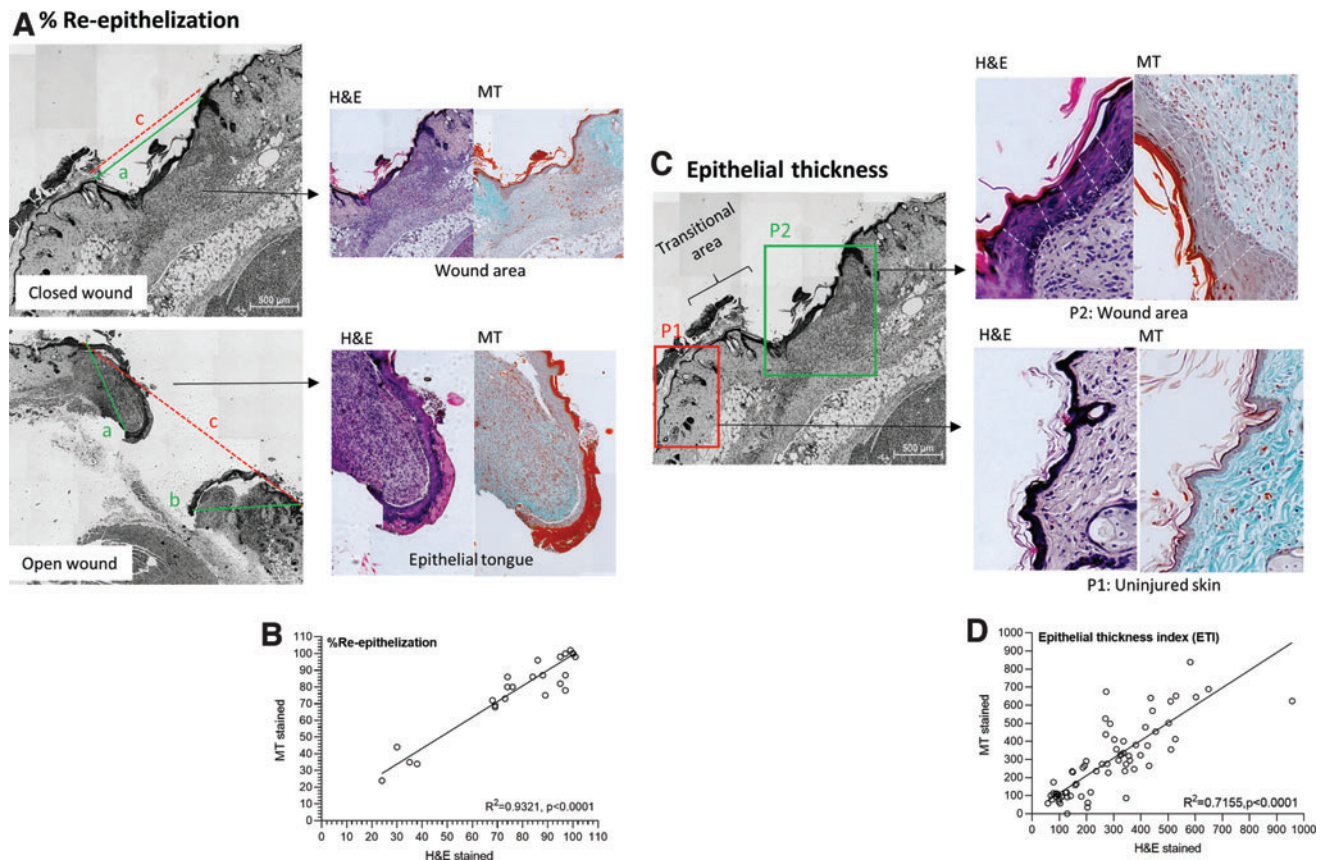 A % Re-epithelization
c
a
Closed wound
500 µm
H&E MT
Wound area
a
c
b
Open wound
H&E MT
Epithelial tongue
B
%Re-epithelization
MT stained
110
100
90
80
70
60
50
40
30
20
10
0
R²=0.9321, p<0.0001
0 10 20 30 40 50 60 70 80 90 100 110
H&E stained
C Epithelial thickness
Transitional area
P2
P1
500 µm
H&E MT
P2: Wound area
H&E MT
P1: Uninjured skin
D
Epithelial thickness index (ETI)
MT stained
1000
900
800
700
600
500
400
300
200
100
0
R²=0.7155,p<0.0001
0 100 200 300 400 500 600 700 800 900 1000
H&E stained